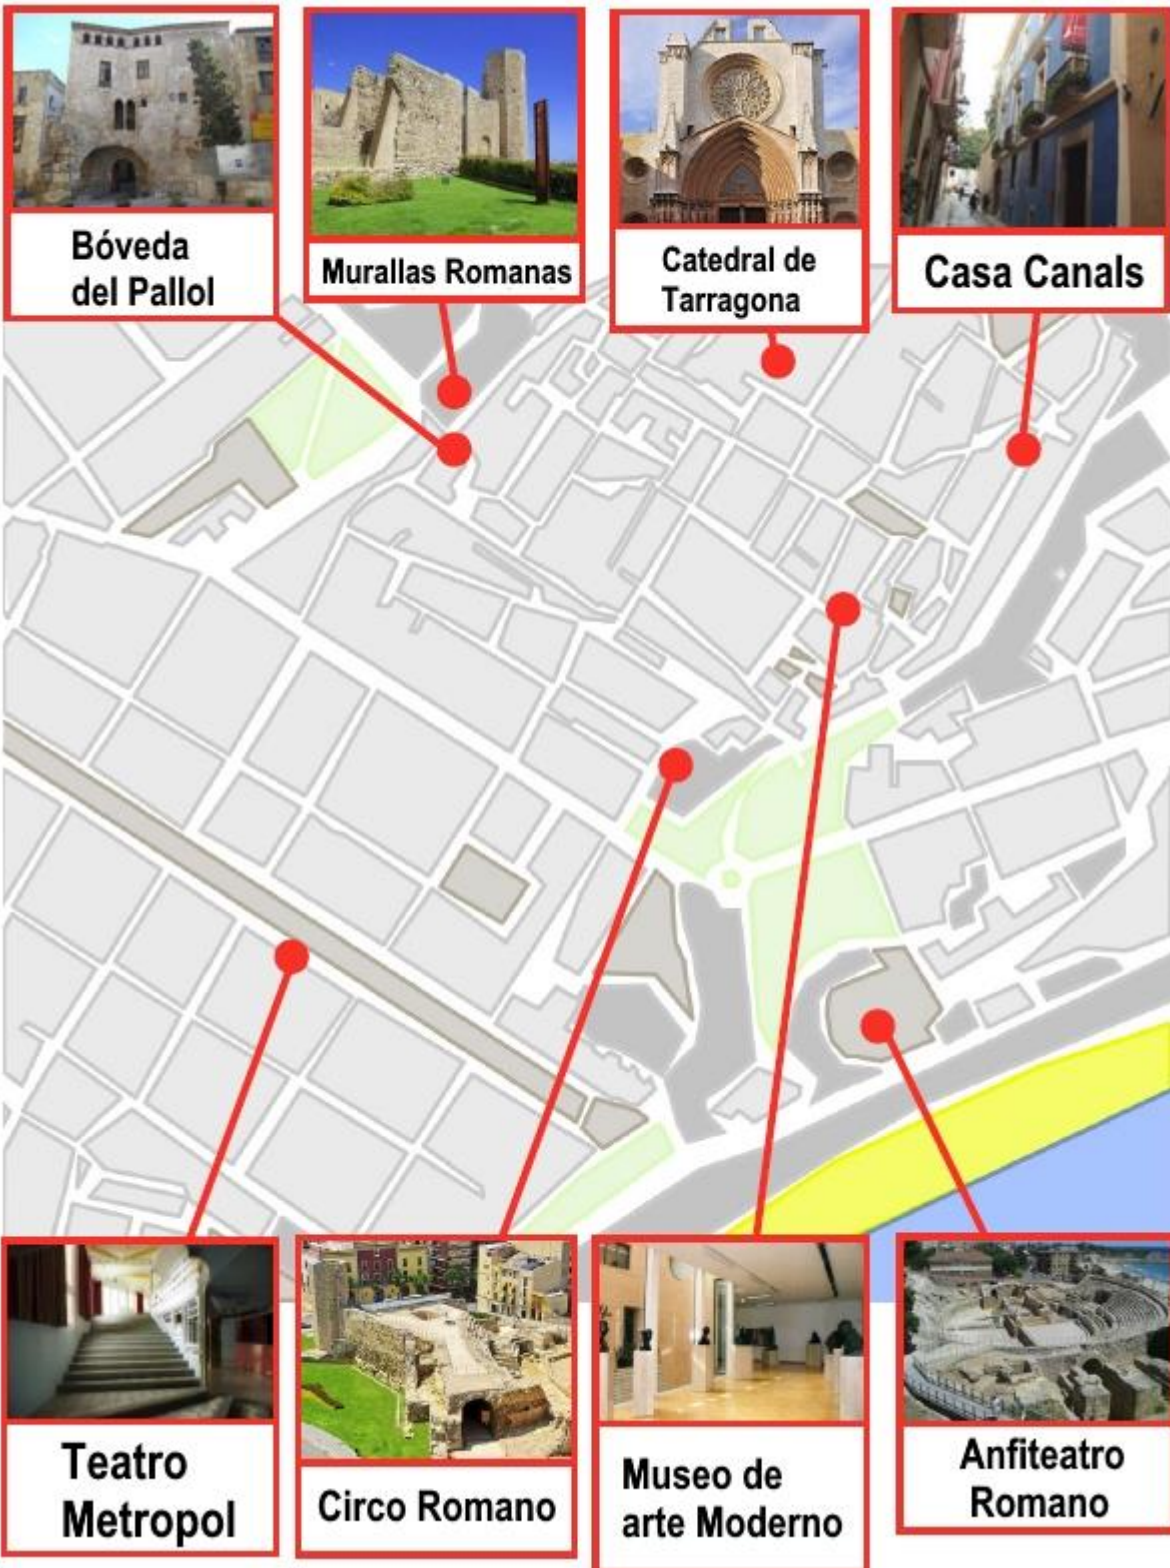 Bóveda
del Pallol
Murallas Romanas
Catedral de
Tarragona
Casa Canals
Teatro
Metropol
Circo Romano
Museo de
arte Moderno
Anfiteatro
Romano